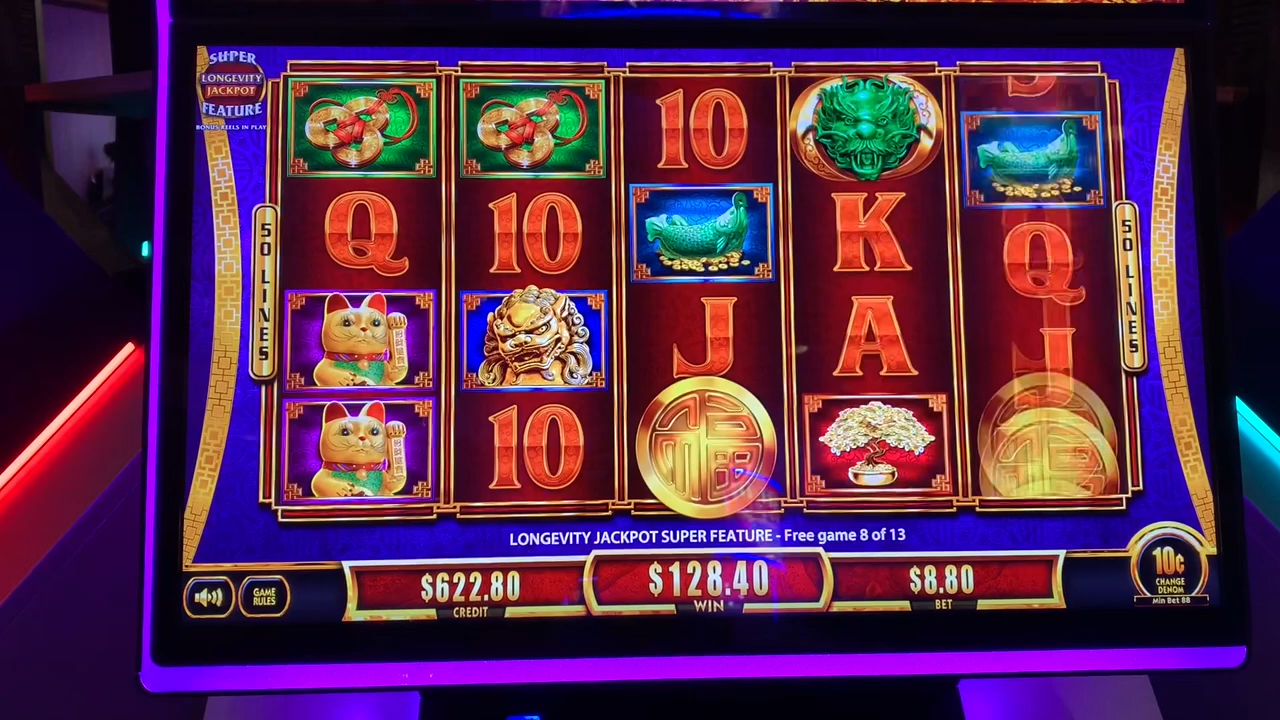 SUPER
LONGEVITY
JACKPOT
FEATURE
BONUS REELS IN PLAY
10
Q
10
K
Q
J
A
J
10
福
50 LINES
50 LINES
LONGEVITY JACKPOT SUPER FEATURE - Free game 8 of 13
GAME
RULES
$622.80
CREDIT
$128.40
WIN
$8.80
BET
10¢
CHANGE
DENOM
Min Bet 88